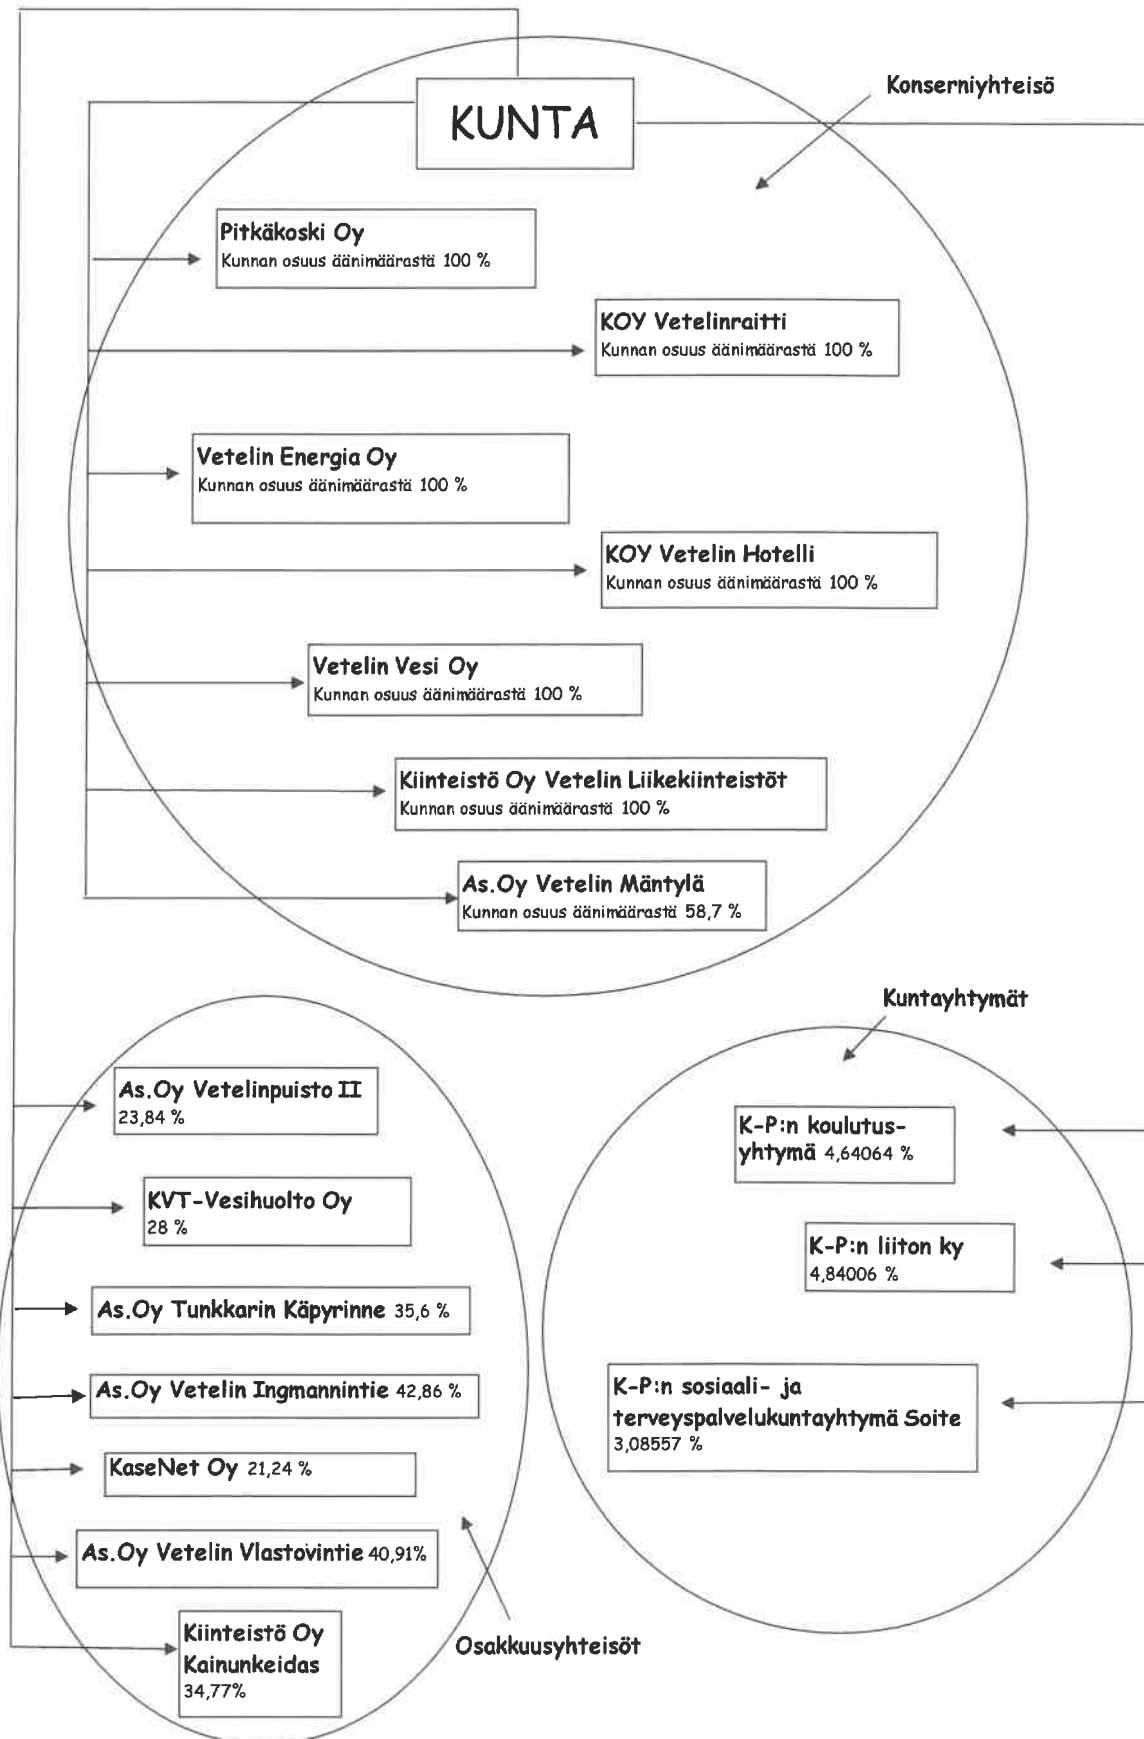 Konserniyhteisö
KUNTA
Pitkäkoski Oy
Kunnan osuus äänimäärastä 100 %
KOY Vetelinraitti
Kunnan osuus äänimäärastä 100 %
Vetelin Energia Oy
Kunnan osuus äänimäärastä 100 %
KOY Vetelin Hotelli
Kunnan osuus äänimäärastä 100 %
Vetelin Vesi Oy
Kunnan osuus äänimäärastä 100 %
Kiinteistö Oy Vetelin Liikekiinteistöt
Kunnan osuus äänimäärastä 100 %
As.Oy Vetelin Mäntylä
Kunnan osuus äänimäärastä 58,7 %
Kuntayhtymät
As.Oy Vetelinpuisto II
23,84 %
KVT-Vesihuolto Oy
28 %
As.Oy Tunkkarin Käpyrinne 35,6 %
As.Oy Vetelin Ingmannintie 42,86 %
KaseNet Oy 21,24 %
As.Oy Vetelin Vlastovintie 40,91%
Kiinteistö Oy
Kainunkeidas
34,77%
Osakkuusyhteisöt
K-P:n koulutus-
yhtymä 4,64064 %
K-P:n liiton ky
4,84006 %
K-P:n sosiaali- ja
terveyspalvelukuntayhtymä Soite
3,08557 %